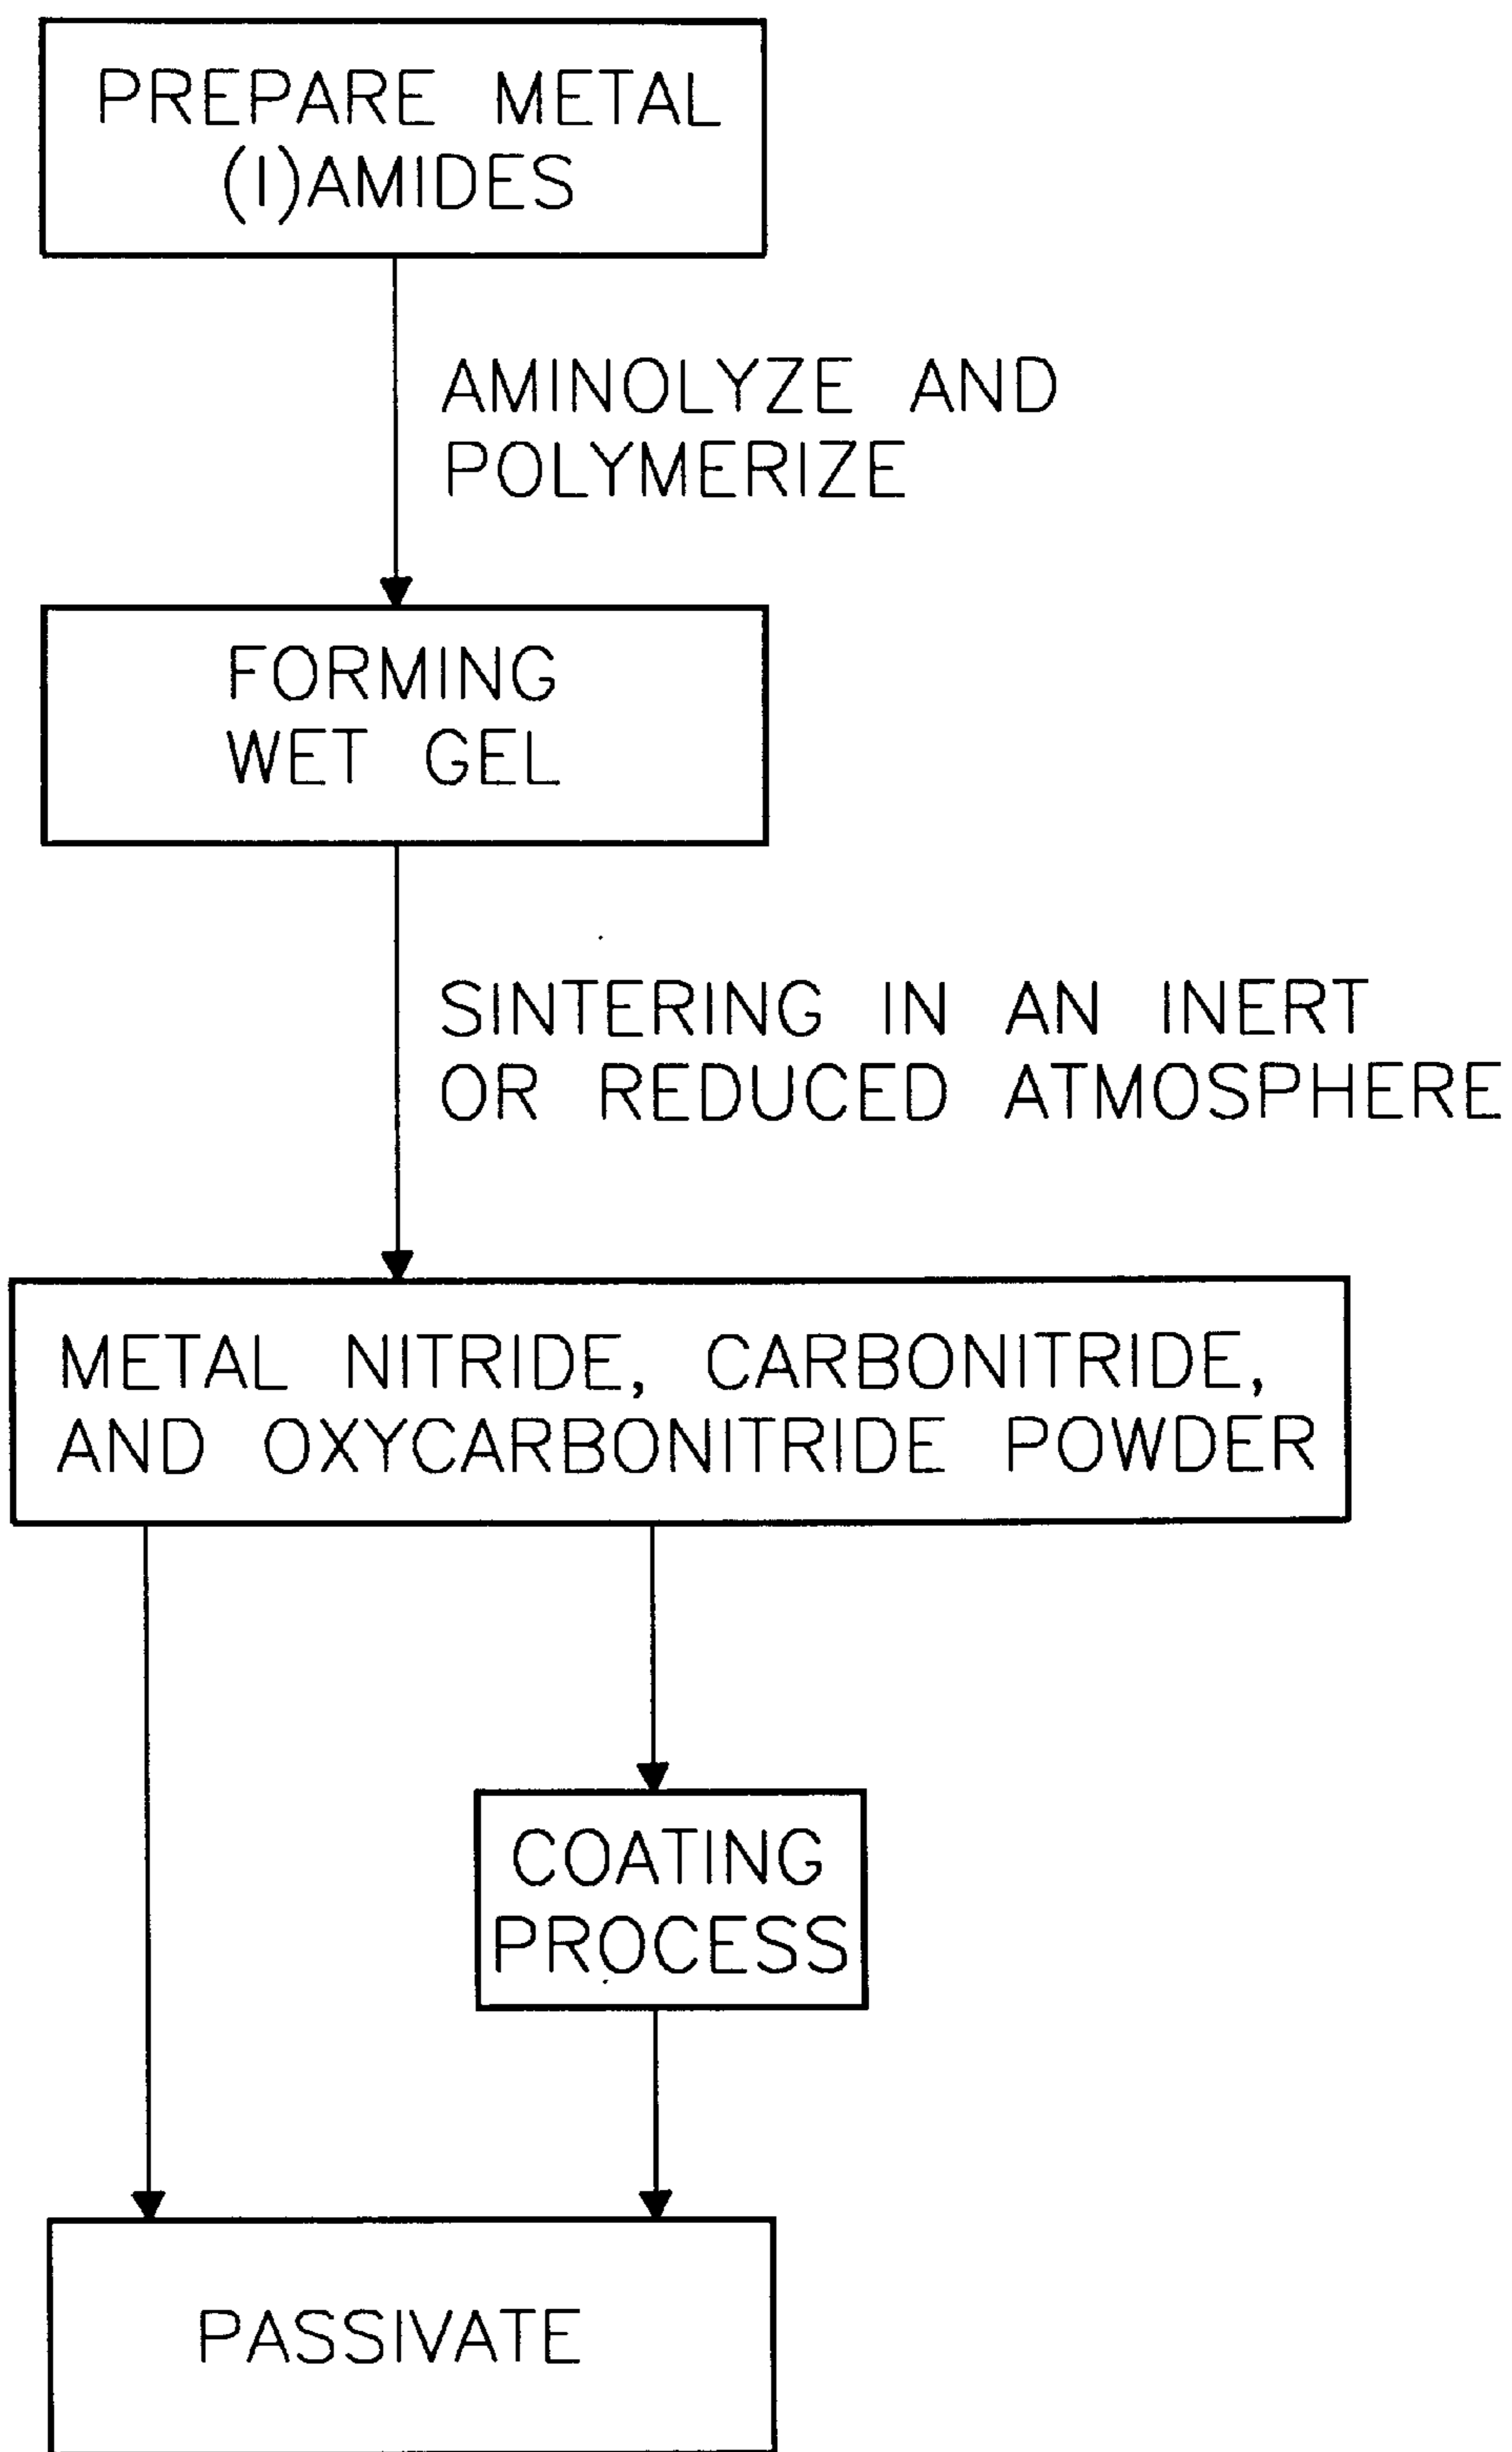 PREPARE METAL
(I)AMIDES
AMINOLYZE AND
POLYMERIZE
FORMING
WET GEL
SINTERING IN AN INERT
OR REDUCED ATMOSPHERE
METAL NITRIDE, CARBONITRIDE,
AND OXYCARBONITRIDE POWDER
COATING
PROCESS
PASSIVATE